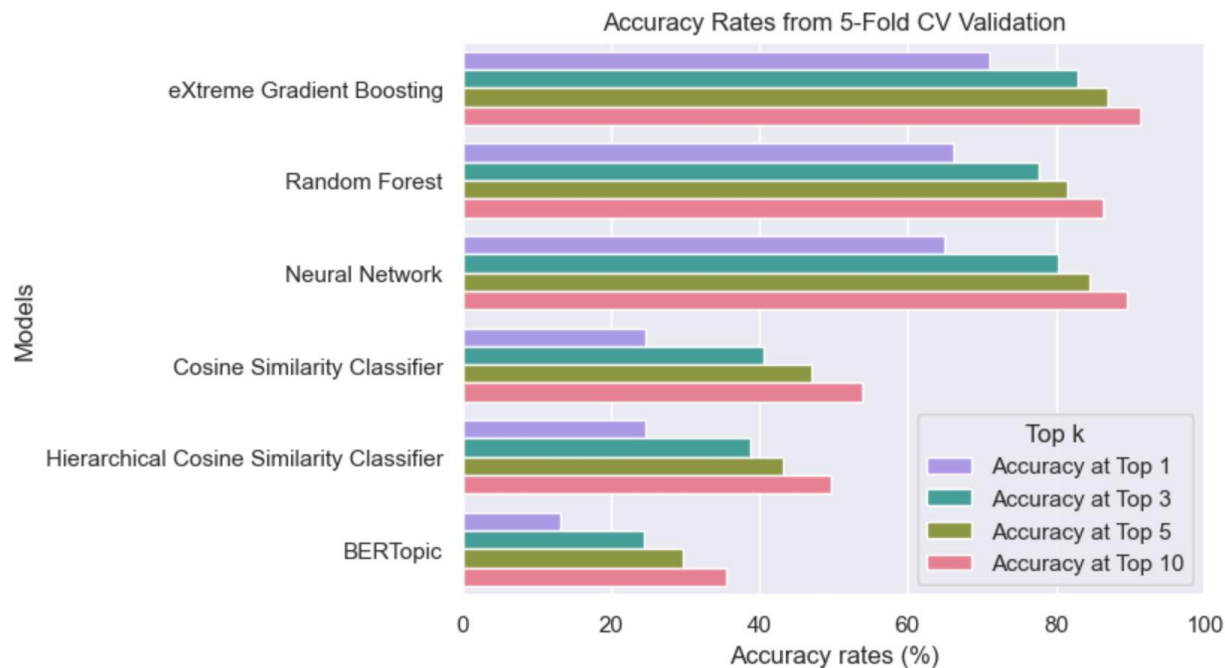 Accuracy Rates from 5-Fold CV Validation
eXtreme Gradient Boosting
Random Forest
Neural Network
Models
Cosine Similarity Classifier
Hierarchical Cosine Similarity Classifier
BERTopic
Top k
Accuracy at Top 1
Accuracy at Top 3
Accuracy at Top 5
Accuracy at Top 10
0 20 40 60 80 100
Accuracy rates (%)